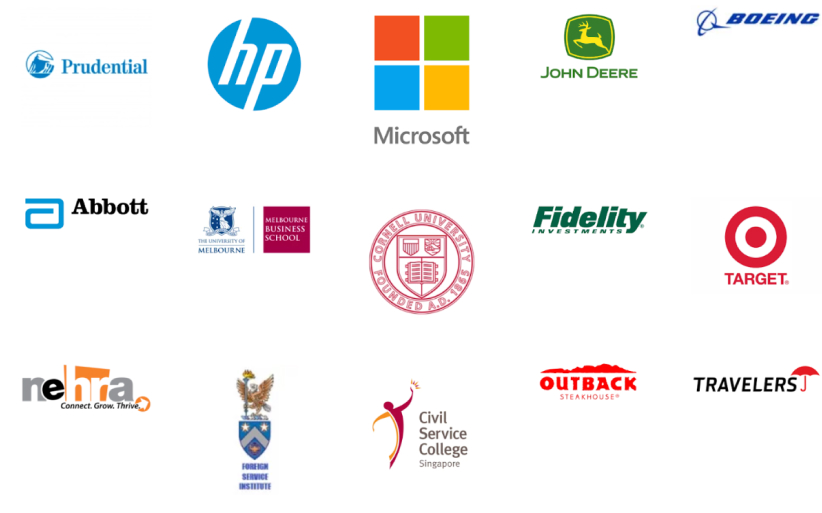 Prudential
hp
Microsoft
JOHN DEERE
BOEING
Abbott
THE UNIVERSITY OF
MELBOURNE
MELBOURNE
BUSINESS
SCHOOL
CORNELL UNIVERSITY
FOUNDED A.D. 1865
Fidelity
INVESTMENTS®
TARGET®
nehra
Connect. Grow. Thrive.
FOREIGN
SERVICE
INSTITUTE
Civil
Service
College
Singapore
OUTBACK
STEAKHOUSE®
TRAVELERS